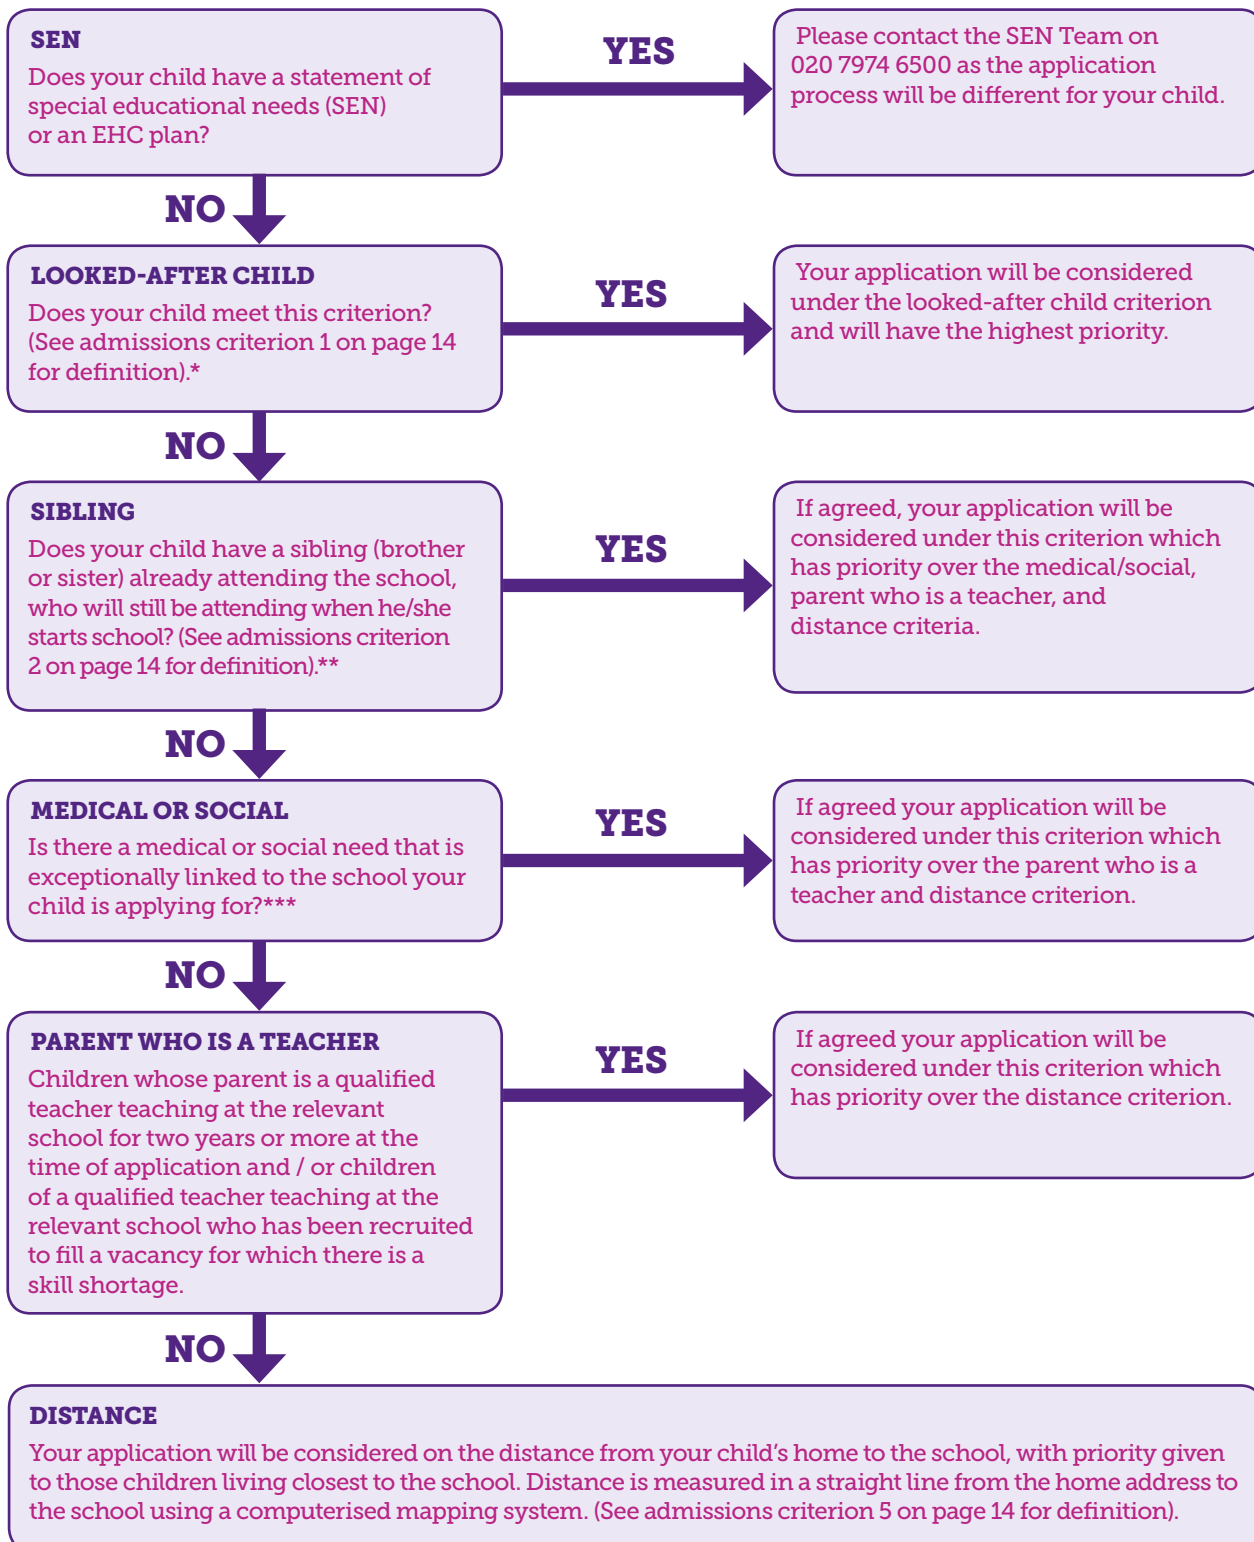 SEN
Does your child have a statement of
special educational needs (SEN)
or an EHC plan?
YES
Please contact the SEN Team on
020 7974 6500 as the application
process will be different for your child.
NO
LOOKED-AFTER CHILD
Does your child meet this criterion?
(See admissions criterion 1 on page 14
for definition).*
YES
Your application will be considered
under the looked-after child criterion
and will have the highest priority.
NO
SIBLING
Does your child have a sibling (brother
or sister) already attending the school,
who will still be attending when he/she
starts school? (See admissions criterion
2 on page 14 for definition).**
YES
If agreed, your application will be
considered under this criterion which
has priority over the medical/social,
parent who is a teacher, and
distance criteria.
NO
MEDICAL OR SOCIAL
Is there a medical or social need that is
exceptionally linked to the school your
child is applying for?***
YES
If agreed your application will be
considered under this criterion which
has priority over the parent who is a
teacher and distance criterion.
NO
PARENT WHO IS A TEACHER
Children whose parent is a qualified
teacher teaching at the relevant
school for two years or more at the
time of application and / or children
of a qualified teacher teaching at the
relevant school who has been recruited
to fill a vacancy for which there is a
skill shortage.
YES
If agreed your application will be
considered under this criterion which
has priority over the distance criterion.
NO
DISTANCE
Your application will be considered on the distance from your child’s home to the school, with priority given
to those children living closest to the school. Distance is measured in a straight line from the home address to
the school using a computerised mapping system. (See admissions criterion 5 on page 14 for definition).